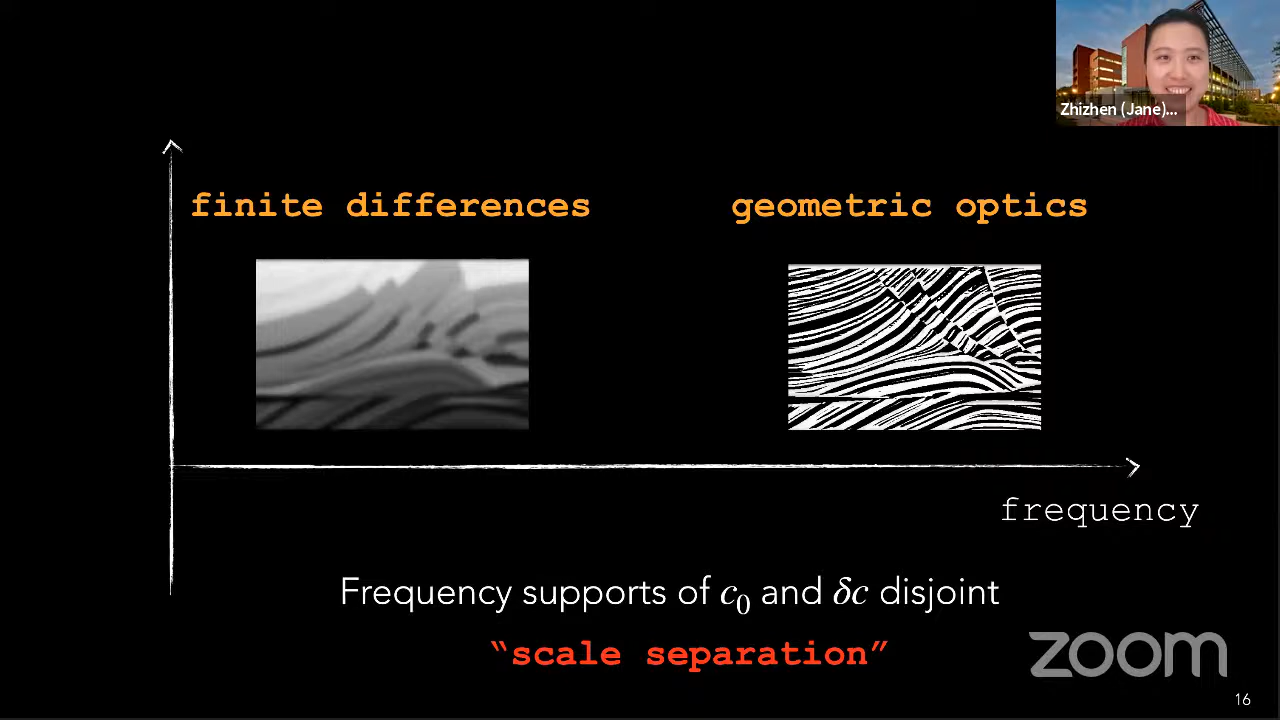 Zhizhen (Jane)...
finite differences
geometric optics
frequency
Frequency supports of c₀ and δc disjoint
“scale separation”
zoom
16